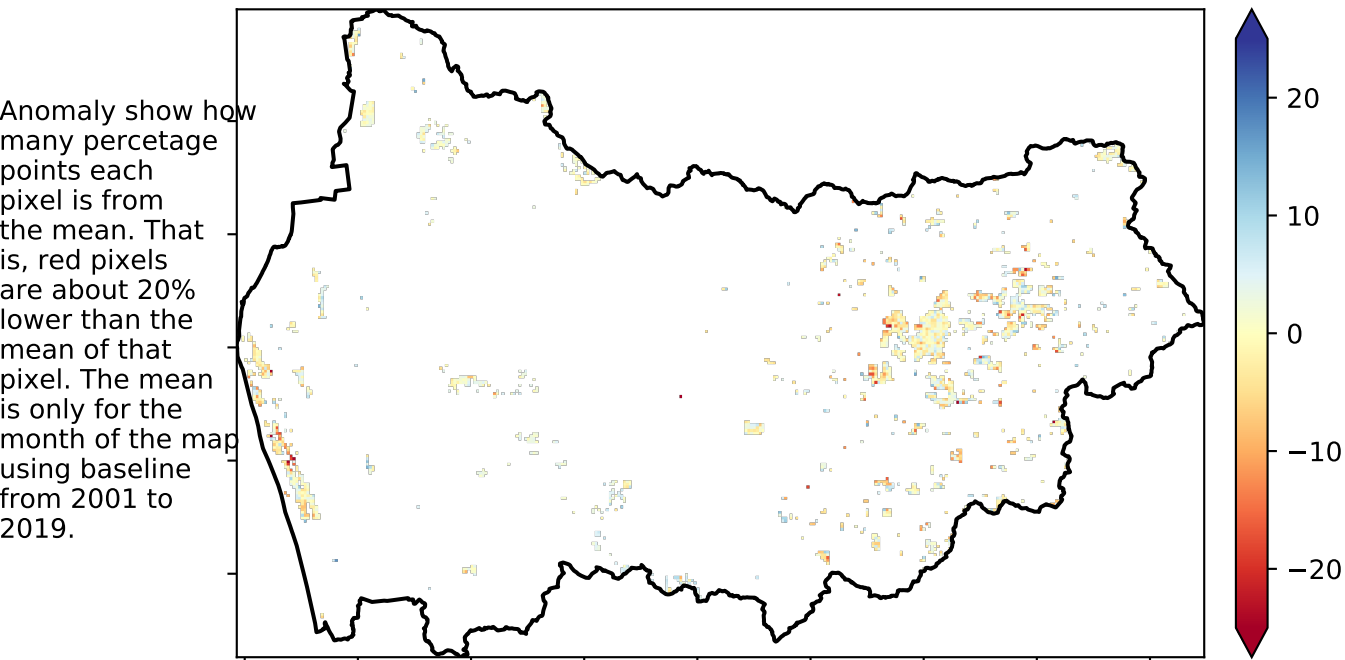 Anomaly show how
many percetage
points each
pixel is from
the mean. That
is, red pixels
are about 20%
lower than the
mean of that
pixel. The mean
is only for the
month of the map
using baseline
from 2001 to
2019.
20
10
0
−10
−20